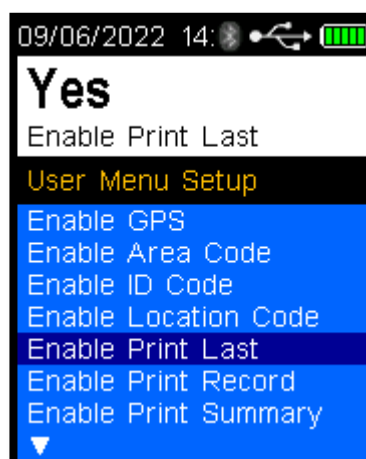 09/06/2022 14:
Yes
Enable Print Last
User Menu Setup
Enable GPS
Enable Area Code
Enable ID Code
Enable Location Code
Enable Print Last
Enable Print Record
Enable Print Summary